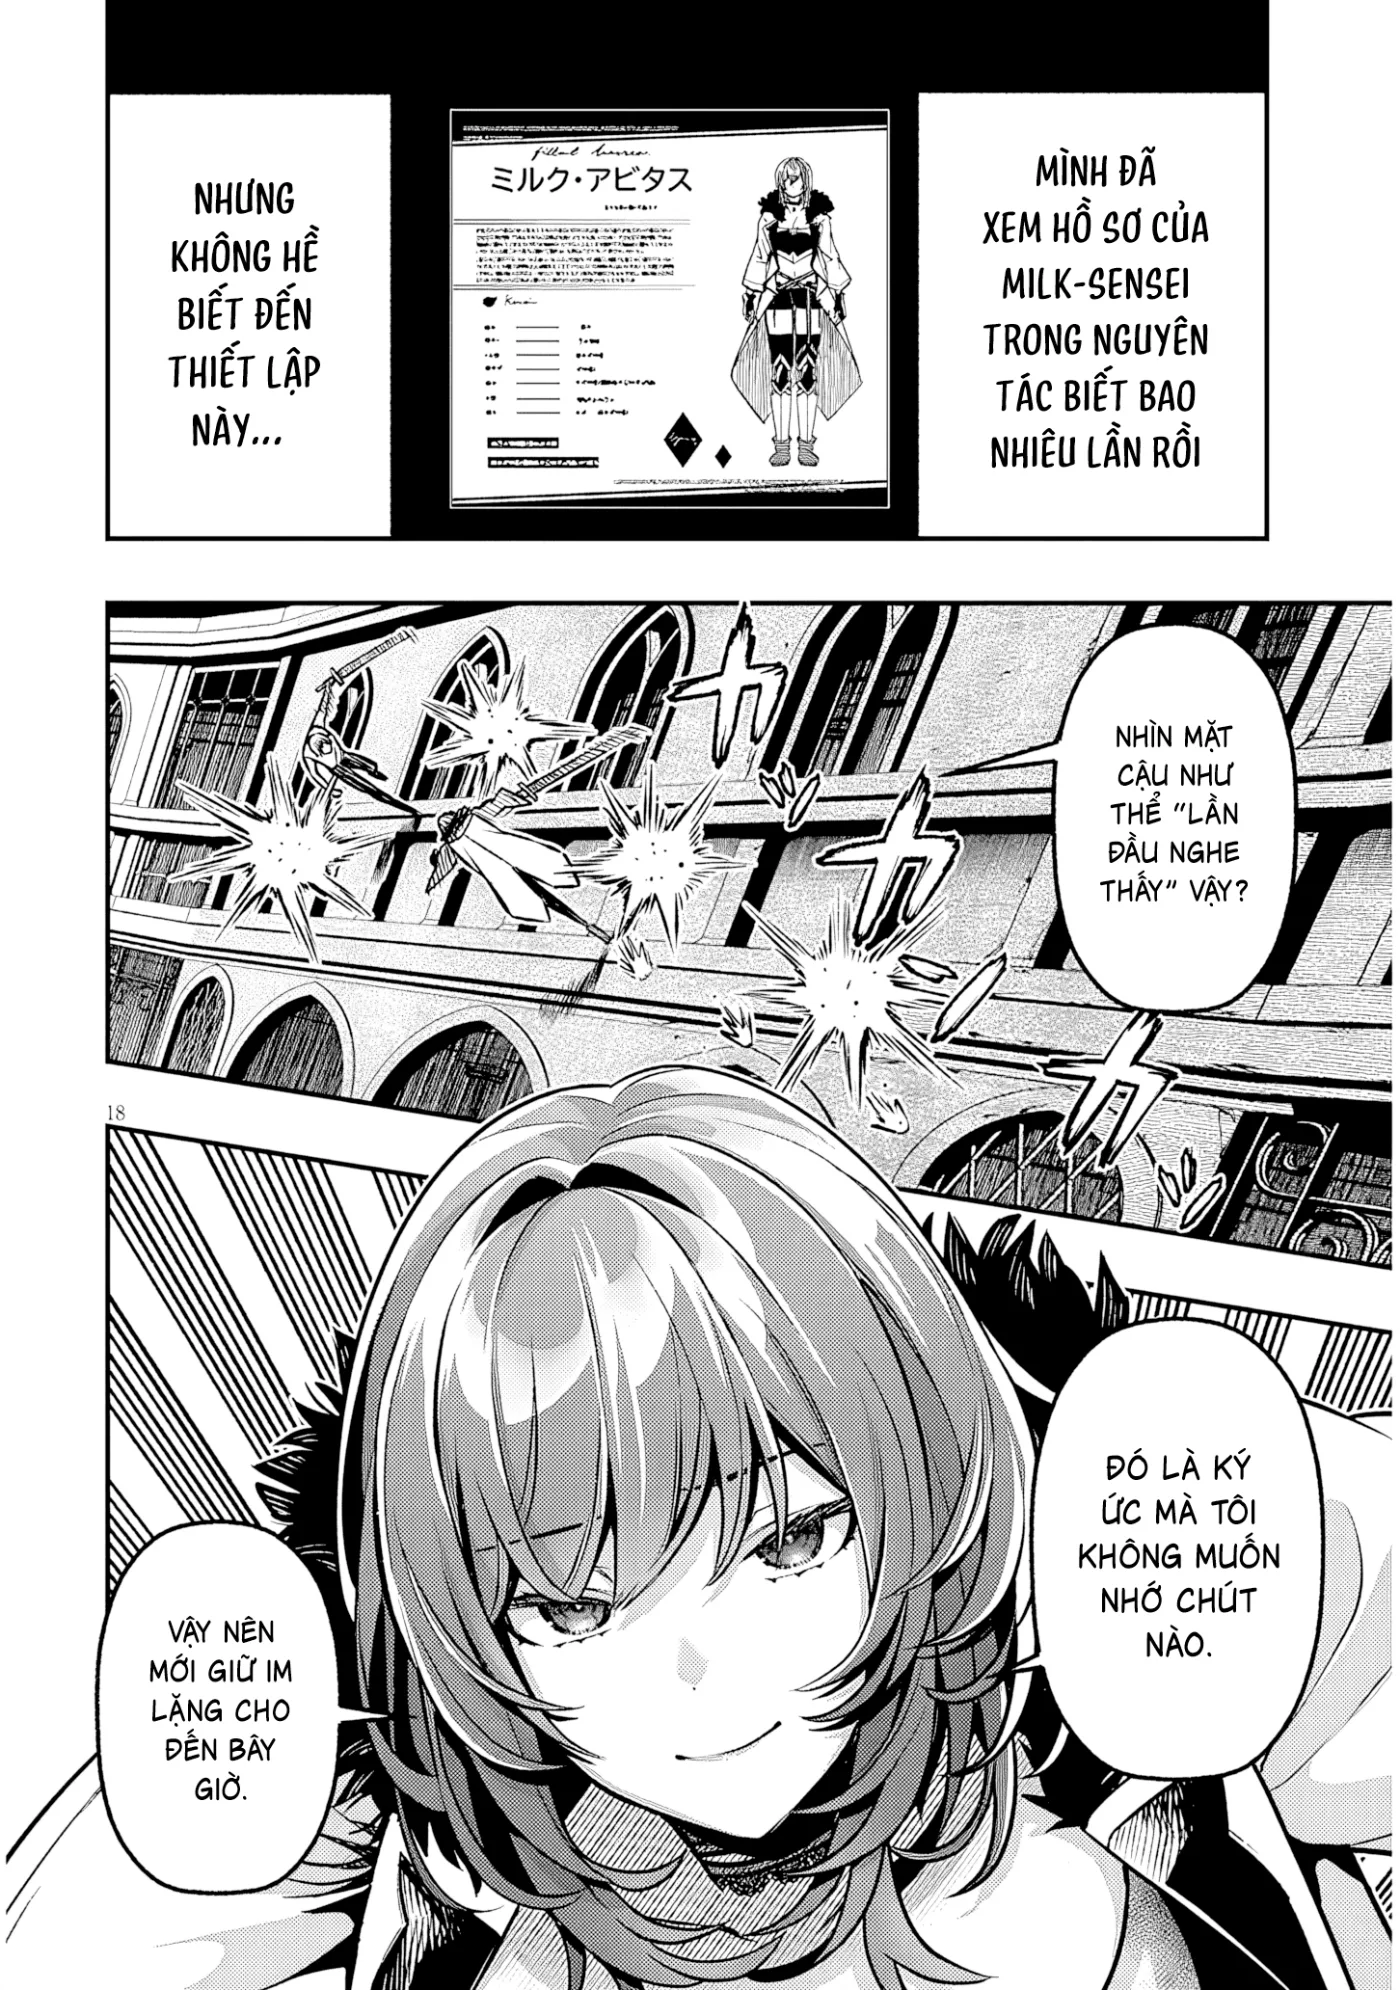 MÌNH ĐÃ
XEM HỒ SƠ CỦA
MILK-SENSEI
TRONG NGUYÊN
TÁC BIẾT BAO
NHIÊU LẦN RỒI
ミルク・アビタス
NHƯNG
KHÔNG HỀ
BIẾT ĐẾN
THIẾT LẬP
NÀY...
NHÌN MẶT
CẬU NHƯ
THỂ "LẦN
ĐẦU NGHE
THẤY" VẬY?
カ
カ
カ
18
ĐÓ LÀ KÝ
ỨC MÀ TÔI
KHÔNG MUỐN
NHỚ CHÚT
NÀO.
VẬY NÊN
MỚI GIỮ IM
LẶNG CHO
ĐẾN BÂY
GIỜ.